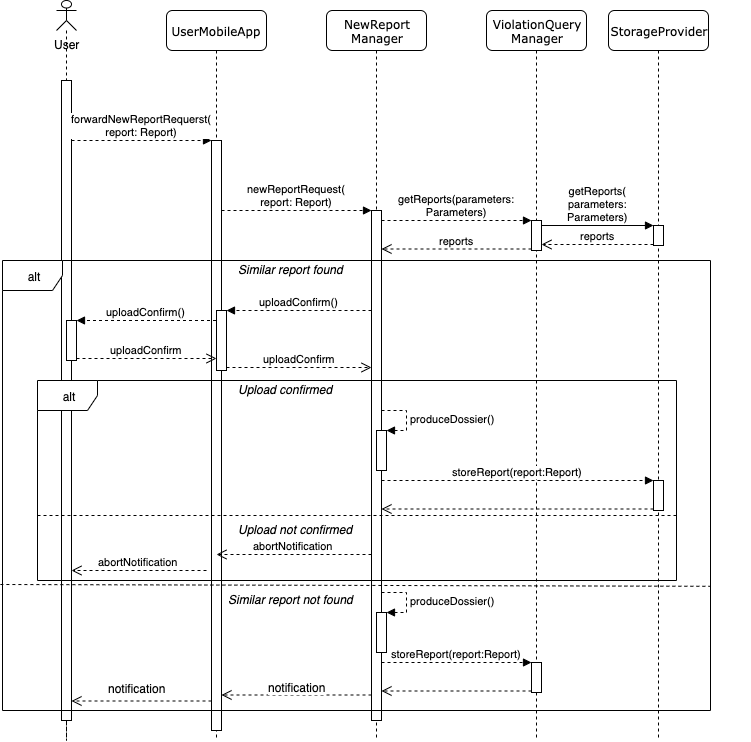 User
UserMobileApp
NewReport
Manager
ViolationQuery
Manager
StorageProvider
forwardNewReportRequerst(
report: Report)
newReportRequest(
report: Report)
getReports(parameters:
Parameters)
getReports(
parameters:
Parameters)
reports
reports
alt
Similar report found
uploadConfirm()
uploadConfirm()
uploadConfirm
uploadConfirm
alt
Upload confirmed
produceDossier()
storeReport(report:Report)
Upload not confirmed
abortNotification
abortNotification
Similar report not found
produceDossier()
storeReport(report:Report)
notification
notification